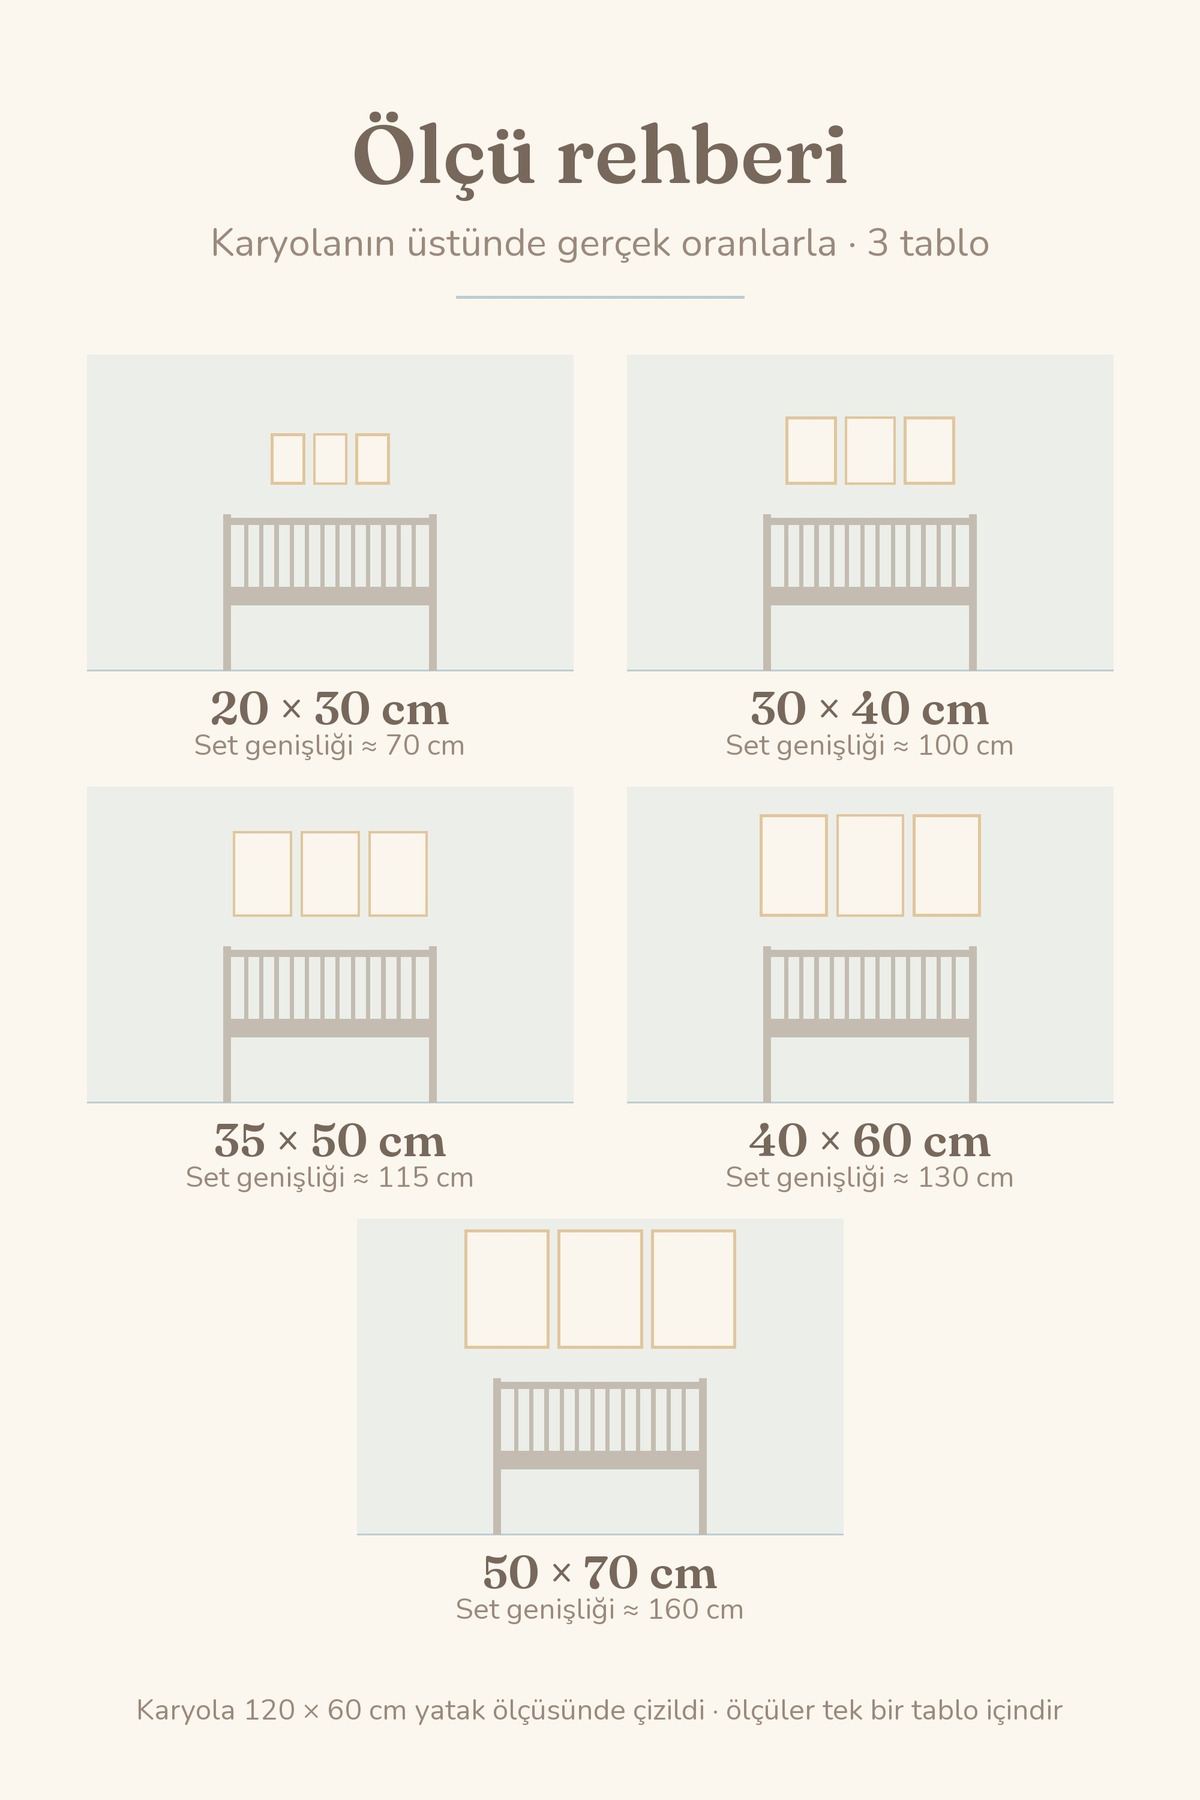 Ölçü rehberi
Karyolanın üstünde gerçek oranlarla · 3 tablo
20 × 30 cm
Set genişliği ≈ 70 cm
30 × 40 cm
Set genişliği ≈ 100 cm
35 × 50 cm
Set genişliği ≈ 115 cm
40 × 60 cm
Set genişliği ≈ 130 cm
50 × 70 cm
Set genişliği ≈ 160 cm
Karyola 120 × 60 cm yatak ölçüsünde çizildi · ölçüler tek bir tablo içindir